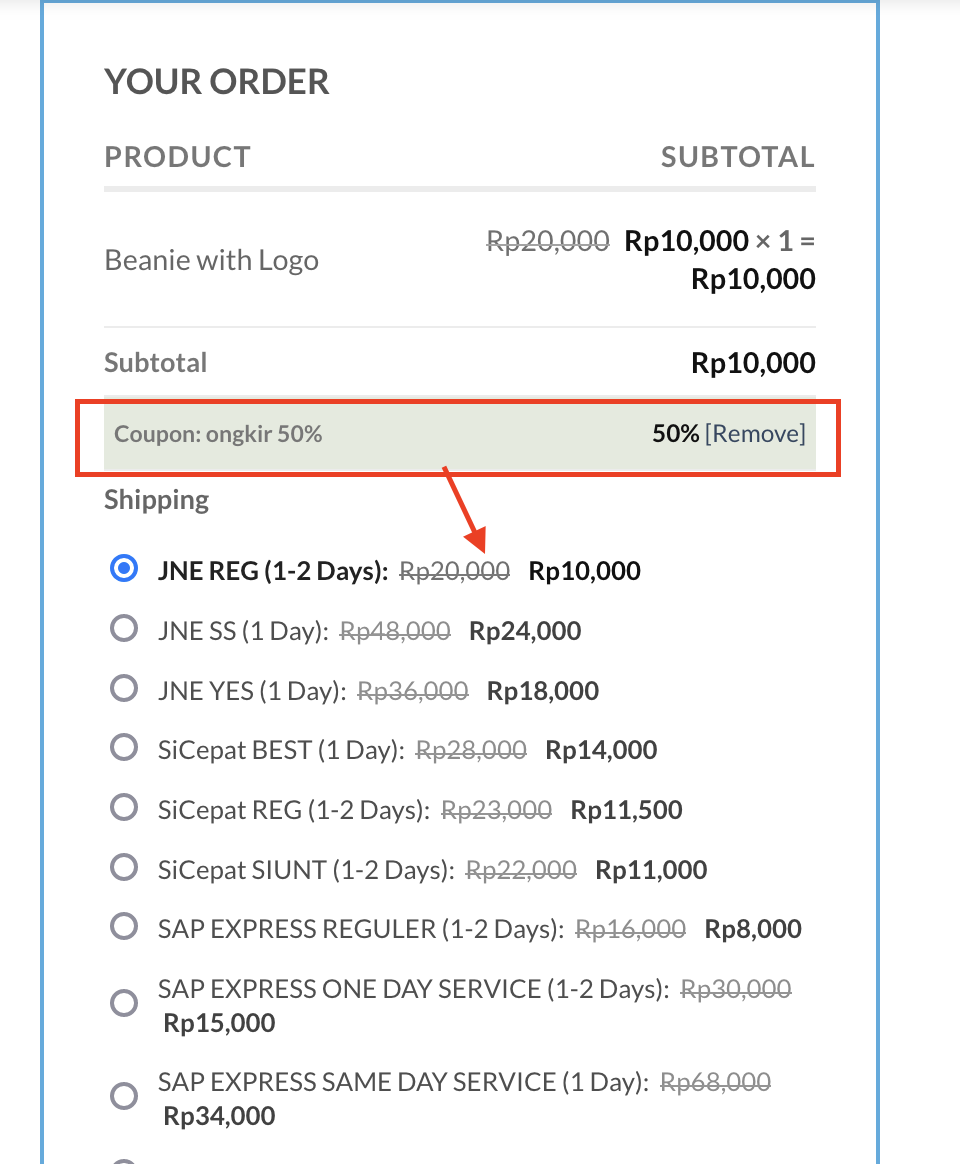 YOUR ORDER
PRODUCT SUBTOTAL
Beanie with Logo Rp20,000 Rp10,000 × 1 =
Rp10,000
Subtotal Rp10,000
Coupon: ongkir 50% 50% [Remove]
Shipping
JNE REG (1-2 Days): Rp20,000 Rp10,000
JNE SS (1 Day): Rp48,000 Rp24,000
JNE YES (1 Day): Rp36,000 Rp18,000
SiCepat BEST (1 Day): Rp28,000 Rp14,000
SiCepat REG (1-2 Days): Rp23,000 Rp11,500
SiCepat SIUNT (1-2 Days): Rp22,000 Rp11,000
SAP EXPRESS REGULER (1-2 Days): Rp16,000 Rp8,000
SAP EXPRESS ONE DAY SERVICE (1-2 Days): Rp30,000
Rp15,000
SAP EXPRESS SAME DAY SERVICE (1 Day): Rp68,000
Rp34,000